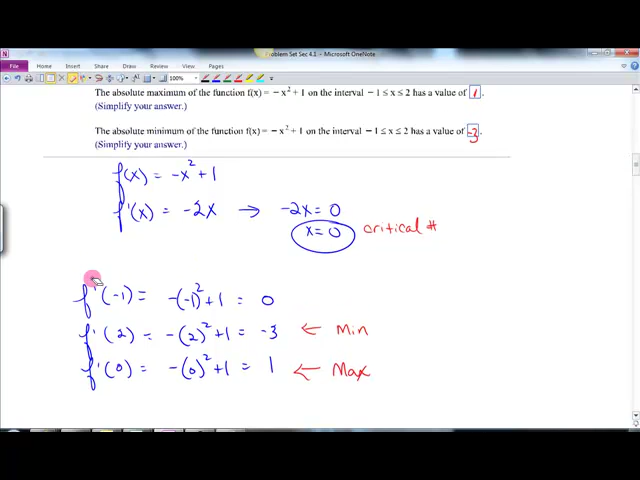 Problem Set Sec 4.1 - Microsoft OneNote
100%
The absolute maximum of the function f(x) = −x² + 1 on the interval −1 ≤ x ≤ 2 has a value of 1.
(Simplify your answer.)
The absolute minimum of the function f(x) = −x² + 1 on the interval −1 ≤ x ≤ 2 has a value of -3.
(Simplify your answer.)
f(x) = -x² + 1
f'(x) = -2x → -2x = 0
x = 0 critical #
f'(-1) = -(-1)² + 1 = 0
f'(2) = -(2)² + 1 = -3 ← Min
f'(0) = -(0)² + 1 = 1 ← Max